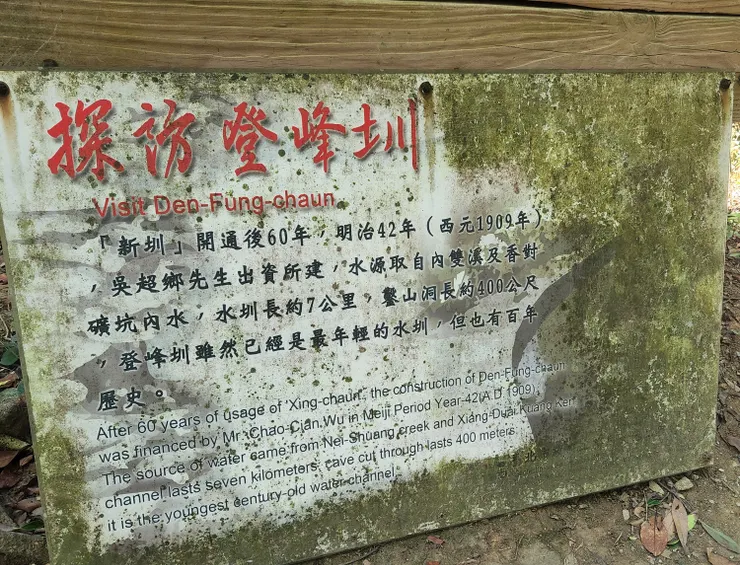 探訪登峰圳
Visit Den-Fung-chaun
「新圳」開通後60年，明治42年（西元1909年）
，吳超鄉先生出資所建，水源取自內雙溪及香對
礦坑內水，水圳長約7公里，鑿山洞長約400公尺
，登峰圳雖然已經是最年輕的水圳，但也有百年
歷史。
After 60 years of usage of 'Xing-chaun', the construction of Den-Fung-chaun
was financed by Mr. Chao-Cian Wu in Meiji Period Year-42(A.D.1909),
The source of water came from Nei-Shuang creek and Xiang-Duai Kuang Ken
channel lasts seven kilometers, cave cut through lasts 400 meters.
it is the youngest century-old water channel.